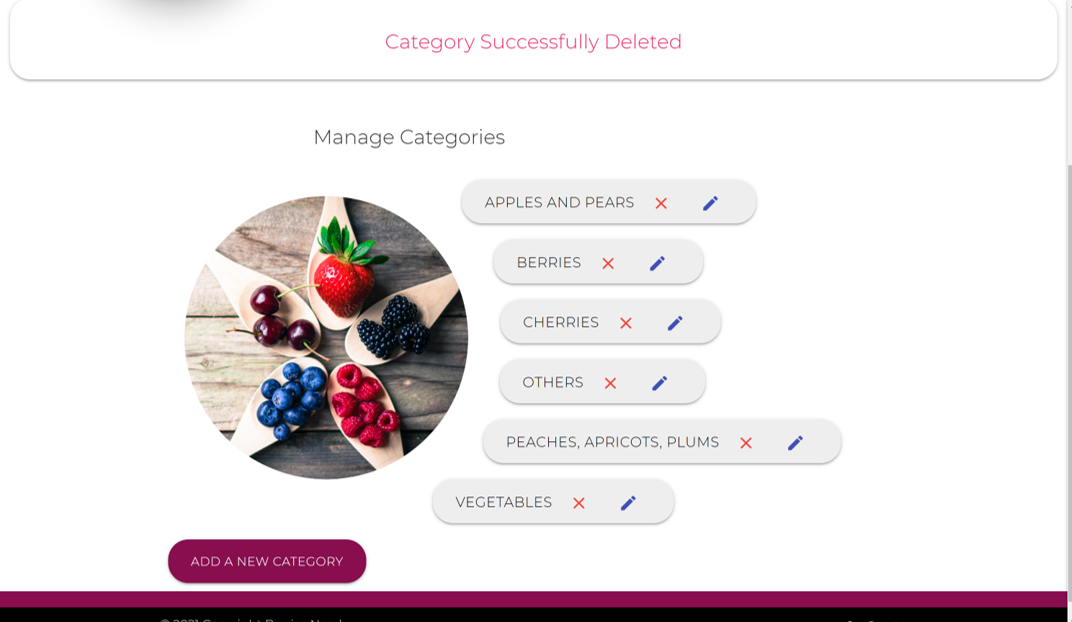 Category Successfully Deleted
Manage Categories
APPLES AND PEARS
BERRIES
CHERRIES
OTHERS
PEACHES, APRICOTS, PLUMS
VEGETABLES
ADD A NEW CATEGORY
© 2021 Copyright